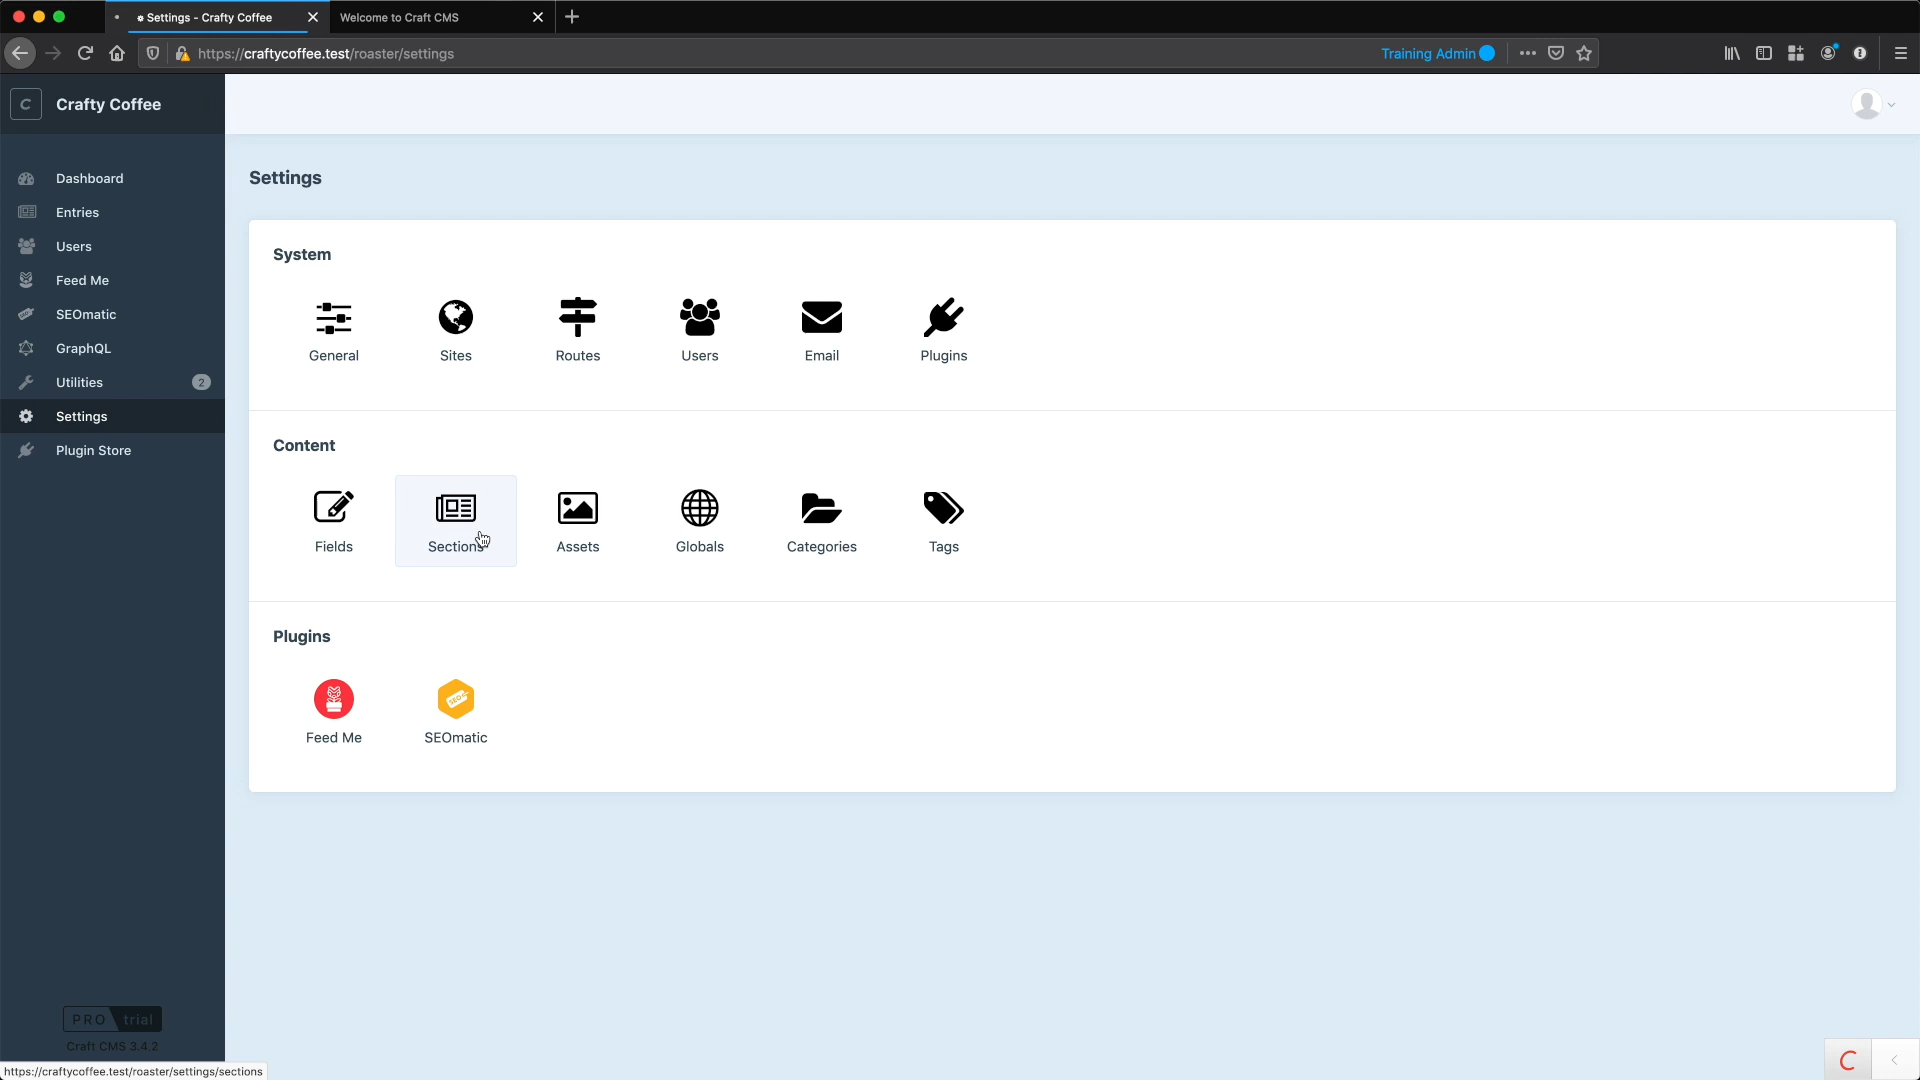 Settings - Crafty Coffee
Welcome to Craft CMS
https://craftycoffee.test/roaster/settings
Training Admin
C
Crafty Coffee
Dashboard
Entries
Users
Feed Me
SEOmatic
GraphQL
Utilities
2
Settings
Plugin Store
Settings
System
General
Sites
Routes
Users
Email
Plugins
Content
Fields
Sections
Assets
Globals
Categories
Tags
Plugins
SEO
Feed Me
SEOmatic
PRO trial
Craft CMS 3.4.2
https://craftycoffee.test/roaster/settings/sections